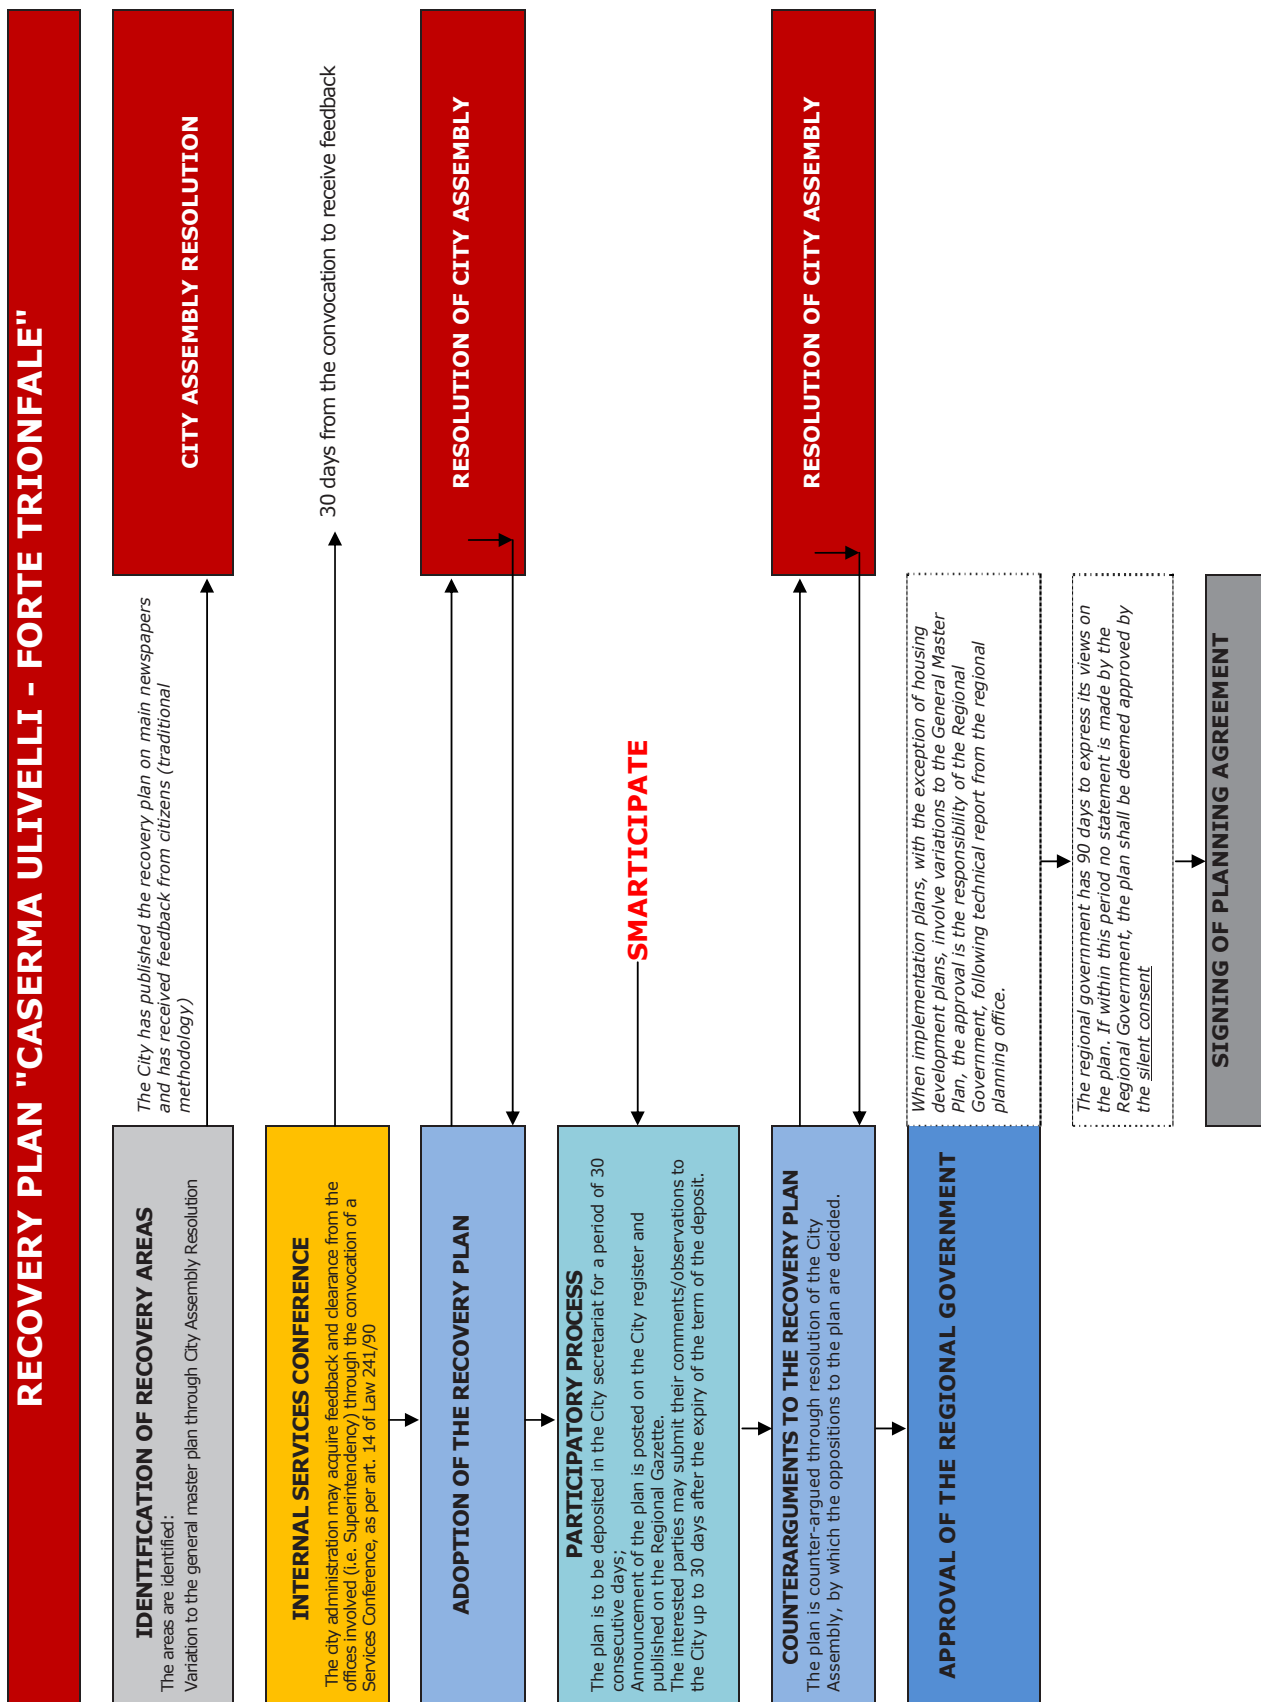 RECOVERY PLAN "CASERMA ULIVELLI – FORTE TRIONFALE"
IDENTIFICATION OF RECOVERY AREAS
The areas are identified:
Variation to the general master plan through City Assembly Resolution
The City has published the recovery plan on main newspapers
and has received feedback from citizens (traditional
methodology)
CITY ASSEMBLY RESOLUTION
INTERNAL SERVICES CONFERENCE
The city administration may acquire feedback and clearance from the
offices involved (i.e. Superintendency) through the convocation of a
Services Conference, as per art. 14 of Law 241/90
30 days from the convocation to receive feedback
ADOPTION OF THE RECOVERY PLAN
RESOLUTION OF CITY ASSEMBLY
PARTICIPATORY PROCESS
The plan is to be deposited in the City secretariat for a period of 30
consecutive days;
Announcement of the plan is posted on the City register and
published on the Regional Gazette.
The interested parties may submit their comments/observations to
the City up to 30 days after the expiry of the term of the deposit.
SMARTICIPATE
COUNTERARGUMENTS TO THE RECOVERY PLAN
The plan is counter-argued through resolution of the City
Assembly, by which the oppositions to the plan are decided.
RESOLUTION OF CITY ASSEMBLY
APPROVAL OF THE REGIONAL GOVERNMENT
When implementation plans, with the exception of housing
development plans, involve variations to the General Master
Plan, the approval is the responsibility of the Regional
Government, following technical report from the regional
planning office.
The regional government has 90 days to express its views on
the plan. If within this period no statement is made by the
Regional Government, the plan shall be deemed approved by
the silent consent
SIGNING OF PLANNING AGREEMENT